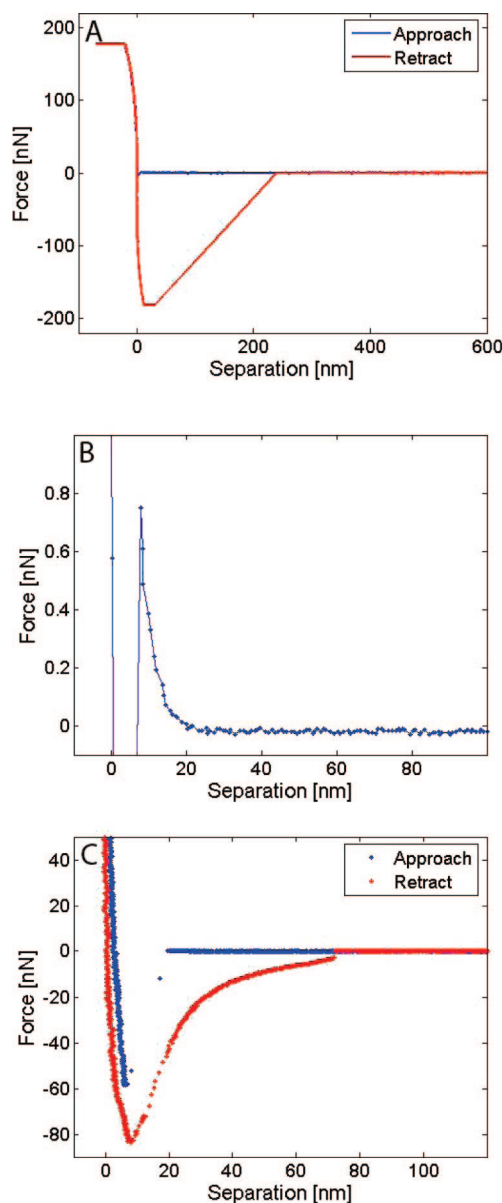 A
Approach
Retract
200
100
0
-100
-200
Force [nN]
0 200 400 600
Separation [nm]
B
0.8
0.6
0.4
0.2
0
Force [nN]
0 20 40 60 80
Separation [nm]
C
Approach
Retract
40
20
0
-20
-40
-60
-80
Force [nN]
0 20 40 60 80 100
Separation [nm]